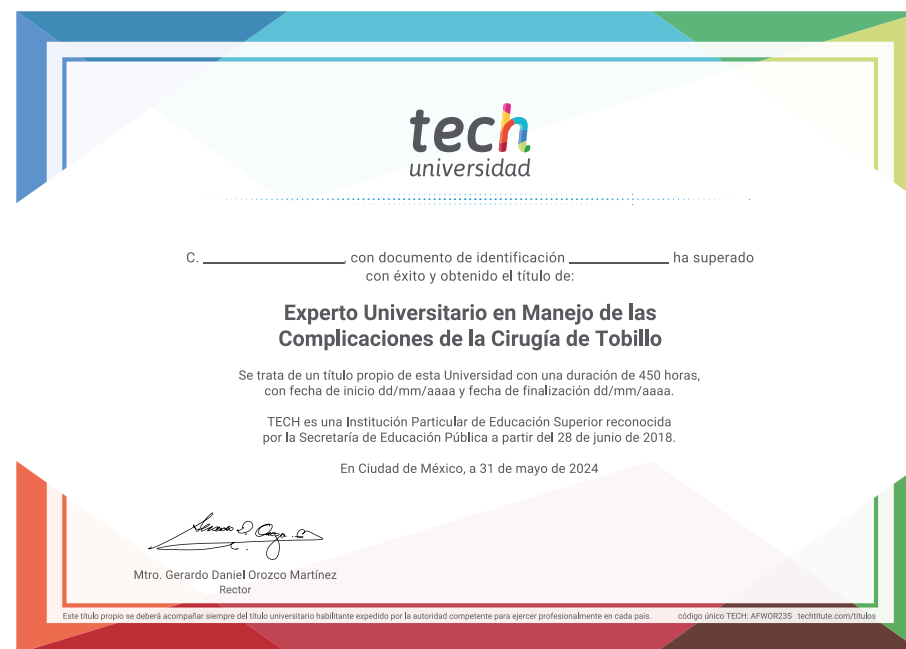 tech
universidad
C. ____________________, con documento de identificación ______________ ha superado
con éxito y obtenido el título de:
Experto Universitario en Manejo de las
Complicaciones de la Cirugía de Tobillo
Se trata de un título propio de esta Universidad con una duración de 450 horas,
con fecha de inicio dd/mm/aaaa y fecha de finalización dd/mm/aaaa.
TECH es una Institución Particular de Educación Superior reconocida
por la Secretaría de Educación Pública a partir del 28 de junio de 2018.
En Ciudad de México, a 31 de mayo de 2024
Mtro. Gerardo Daniel Orozco Martínez
Rector
Este título propio se deberá acompañar siempre del título universitario habilitante expedido por la autoridad competente para ejercer profesionalmente en cada país. código único TECH: AFWOR23S techtitute.com/titulos